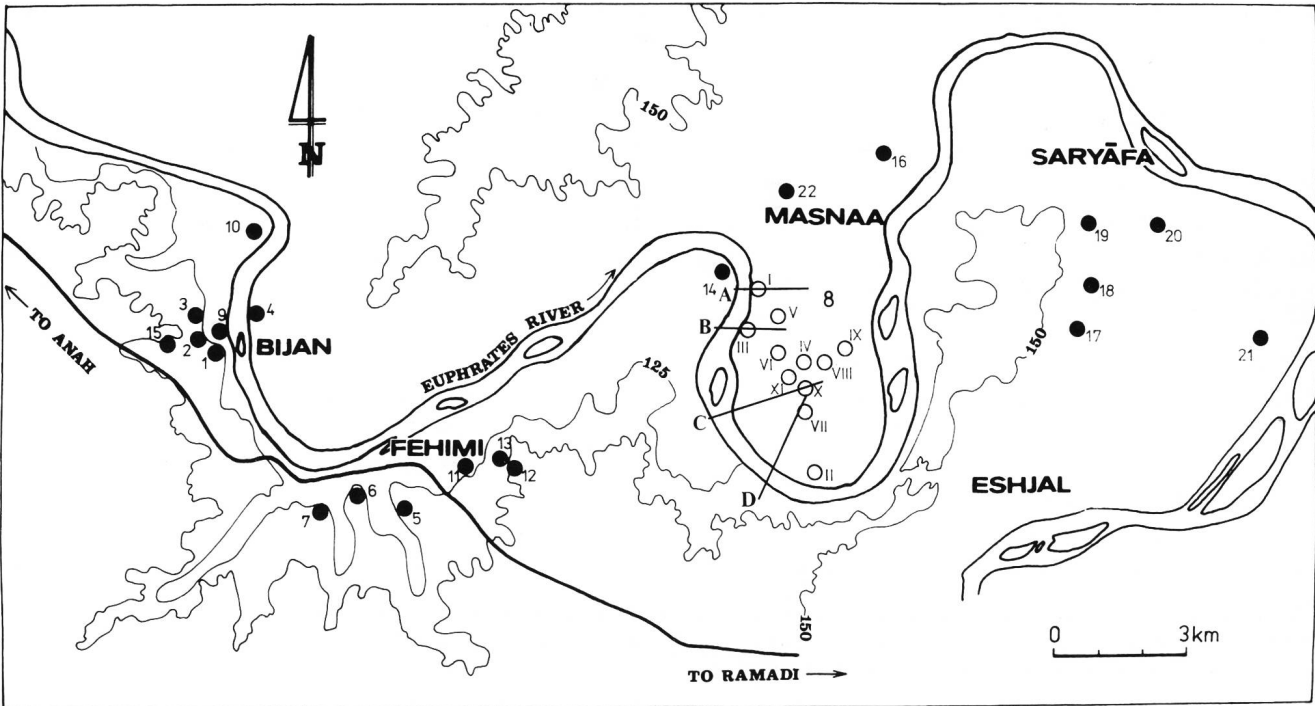 N
150
SARYĀFA
16
22
MASNAA
10
19
20
14
A
I
8
18
3
9
4
V
15
2
1
BIJAN
B
III
17
21
IX
IV
VI
VIII
XI
X
150
TO ANAH
EUPHRATES RIVER
125
C
VII
FEHIMI
13
11
12
II
D
ESHJAL
6
7
5
150
0 3km
TO RAMADI